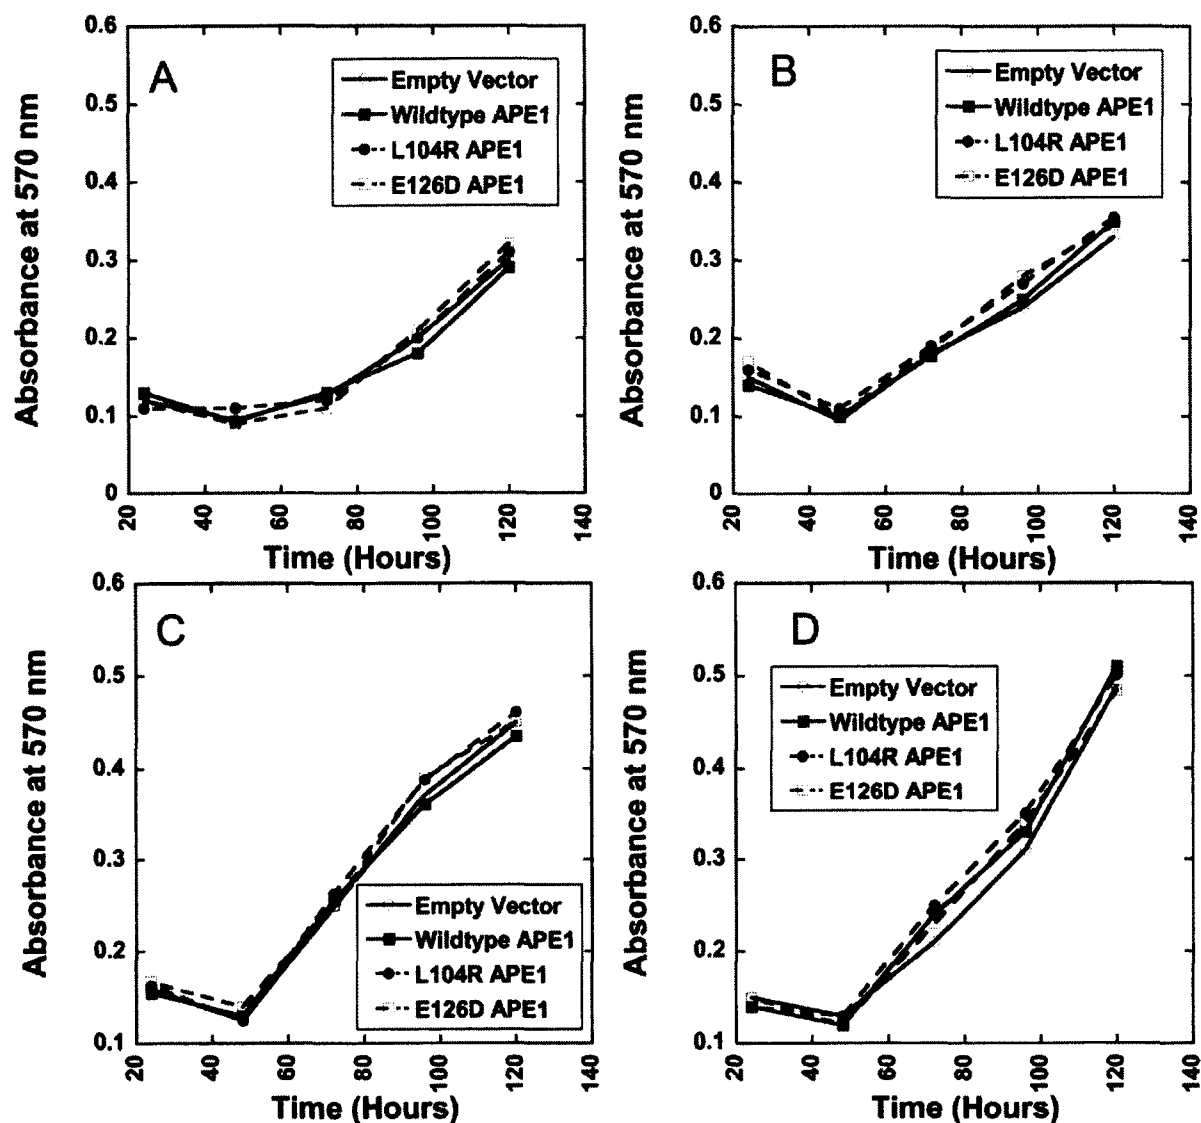 A
Absorbance at 570 nm
0.6
0.5
0.4
0.3
0.2
0.1
0
Empty Vector
Wildtype APE1
L104R APE1
E126D APE1
20
40
60
80
100
120
140
Time (Hours)
B
Absorbance at 570 nm
0.6
0.5
0.4
0.3
0.2
0.1
0
Empty Vector
Wildtype APE1
L104R APE1
E126D APE1
20
40
60
80
100
120
140
Time (Hours)
C
Absorbance at 570 nm
0.6
0.5
0.4
0.3
0.2
0.1
Empty Vector
Wildtype APE1
L104R APE1
E126D APE1
20
40
60
80
100
120
140
Time (Hours)
D
Absorbance at 570 nm
0.6
0.5
0.4
0.3
0.2
0.1
Empty Vector
Wildtype APE1
L104R APE1
E126D APE1
20
40
60
80
100
120
140
Time (Hours)